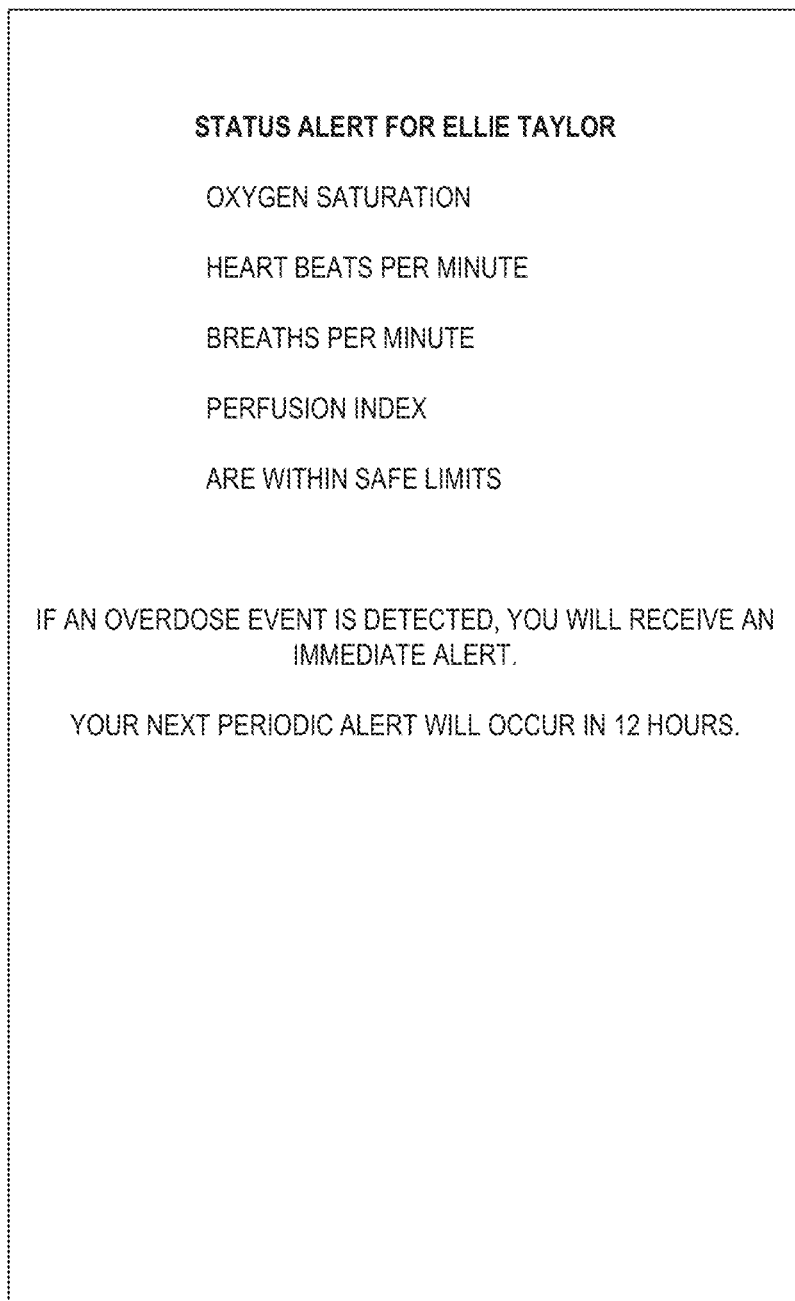 STATUS ALERT FOR ELLIE TAYLOR
OXYGEN SATURATION
HEART BEATS PER MINUTE
BREATHS PER MINUTE
PERFUSION INDEX
ARE WITHIN SAFE LIMITS
IF AN OVERDOSE EVENT IS DETECTED, YOU WILL RECEIVE AN
IMMEDIATE ALERT.
YOUR NEXT PERIODIC ALERT WILL OCCUR IN 12 HOURS.